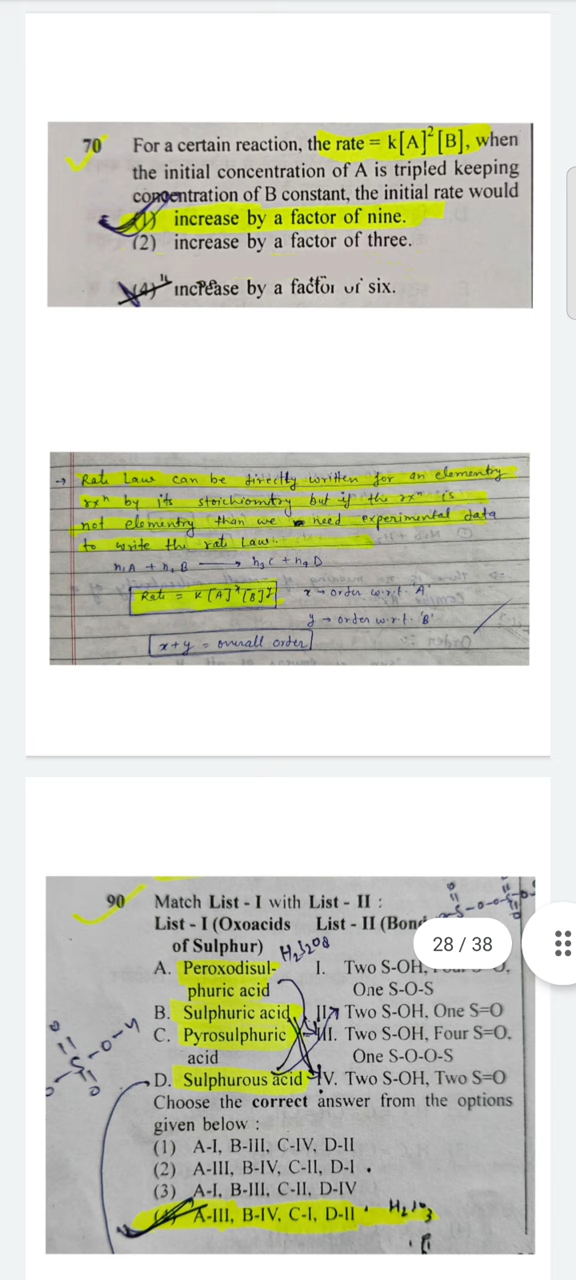 70 For a certain reaction, the rate = k[A]²[B], when
the initial concentration of A is tripled keeping
concentration of B constant, the initial rate would
(1) increase by a factor of nine.
(2) increase by a factor of three.
(4) increase by a factor of six.
→ Rate Law can be directly written for an elementry
rxⁿ by its stoichiomtry but if the rxⁿ is
not elementry than we need experimental data
to write the rate Law.
n₁A + n₂B → n₃C + n₄D
Rate = K [A]ˣ [B]ʸ x → order w.r.t. 'A'
y → order w.r.t. 'B'
x+y = overall order
90 Match List - I with List - II :
List - I (Oxoacids List - II (Bond
of Sulphur) H₂S₂O₈
28 / 38
A. Peroxodisul- I. Two S-OH,
phuric acid One S-O-S
B. Sulphuric acid II. Two S-OH, One S=O
C. Pyrosulphuric III. Two S-OH, Four S=O,
acid One S-O-O-S
D. Sulphurous acid IV. Two S-OH, Two S=O
Choose the correct answer from the options
given below :
(1) A-I, B-III, C-IV, D-II
(2) A-III, B-IV, C-II, D-I
(3) A-I, B-III, C-II, D-IV
(4) A-III, B-IV, C-I, D-II